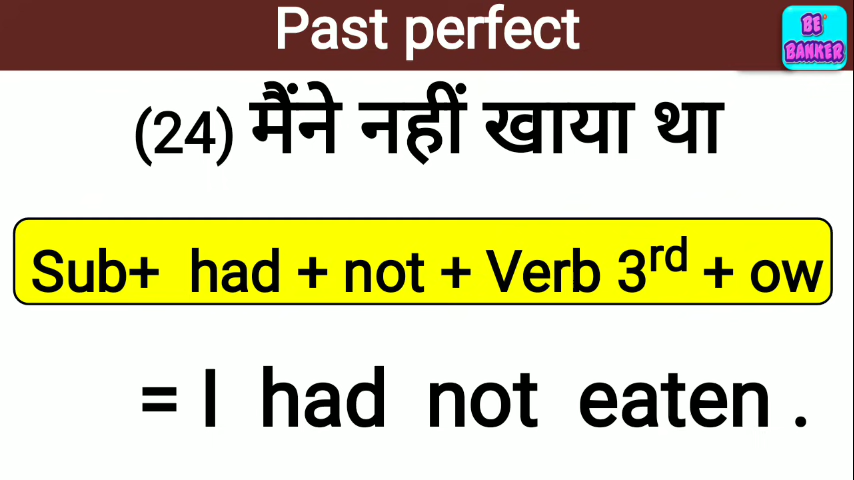 Past perfect
BE
BANKER
(24) मैंने नहीं खाया था
Sub+ had + not + Verb 3rd + ow
= I had not eaten .